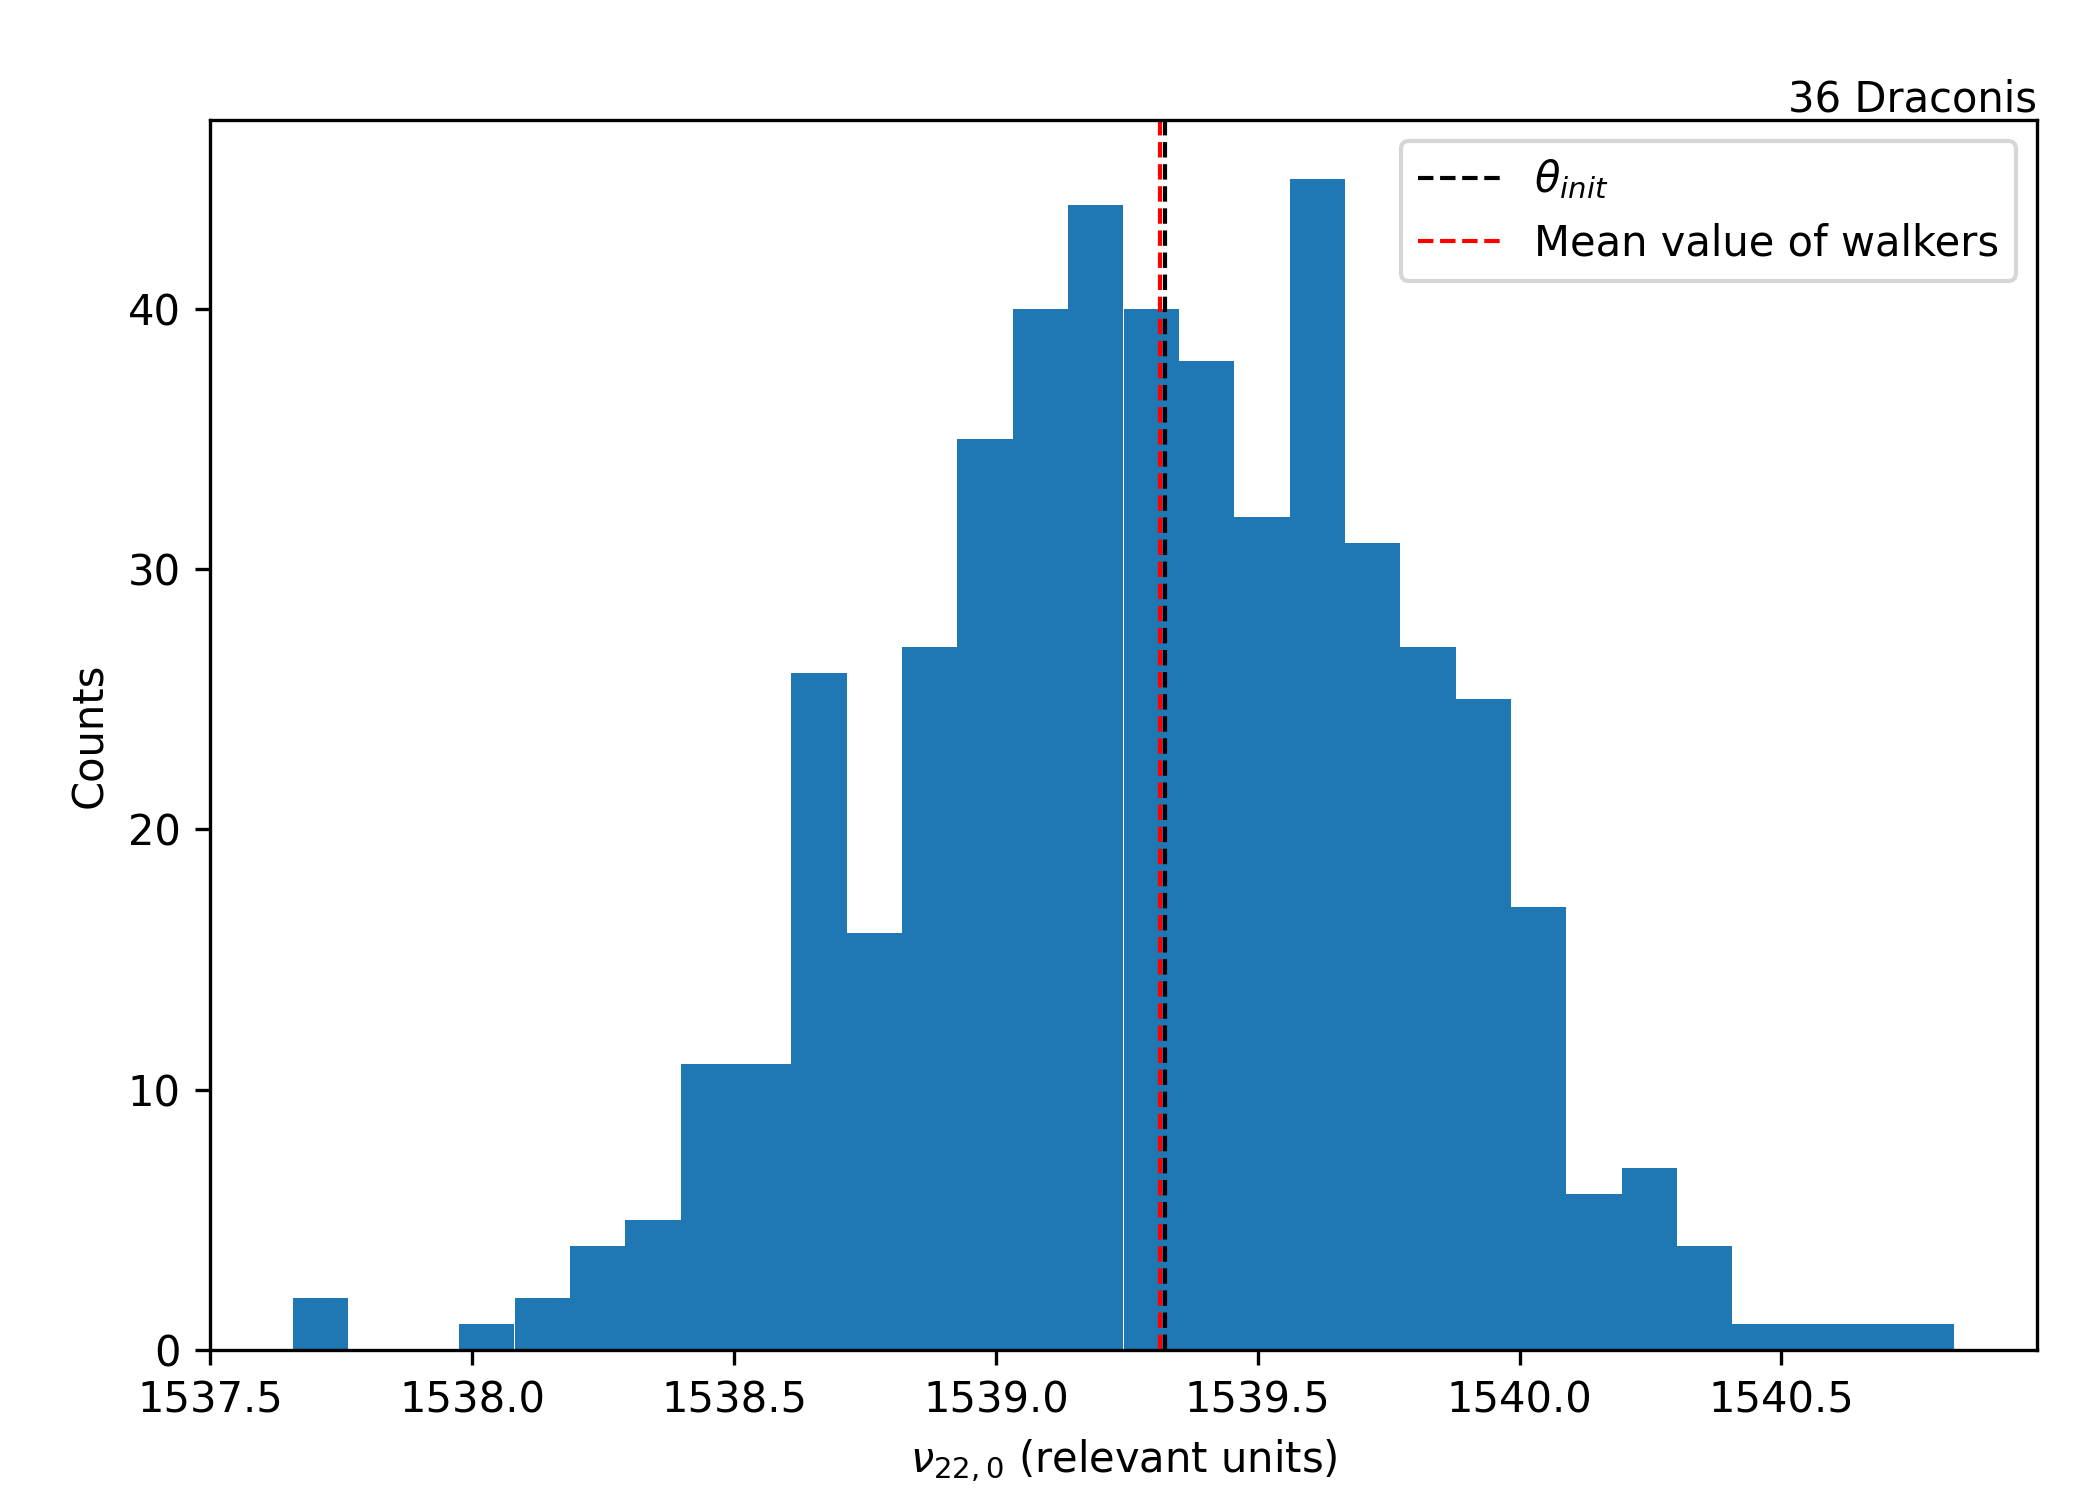 36 Draconis
θinit
Mean value of walkers
40
30
20
10
0
Counts
1537.5 1538.0 1538.5 1539.0 1539.5 1540.0 1540.5
ν22, 0 (relevant units)